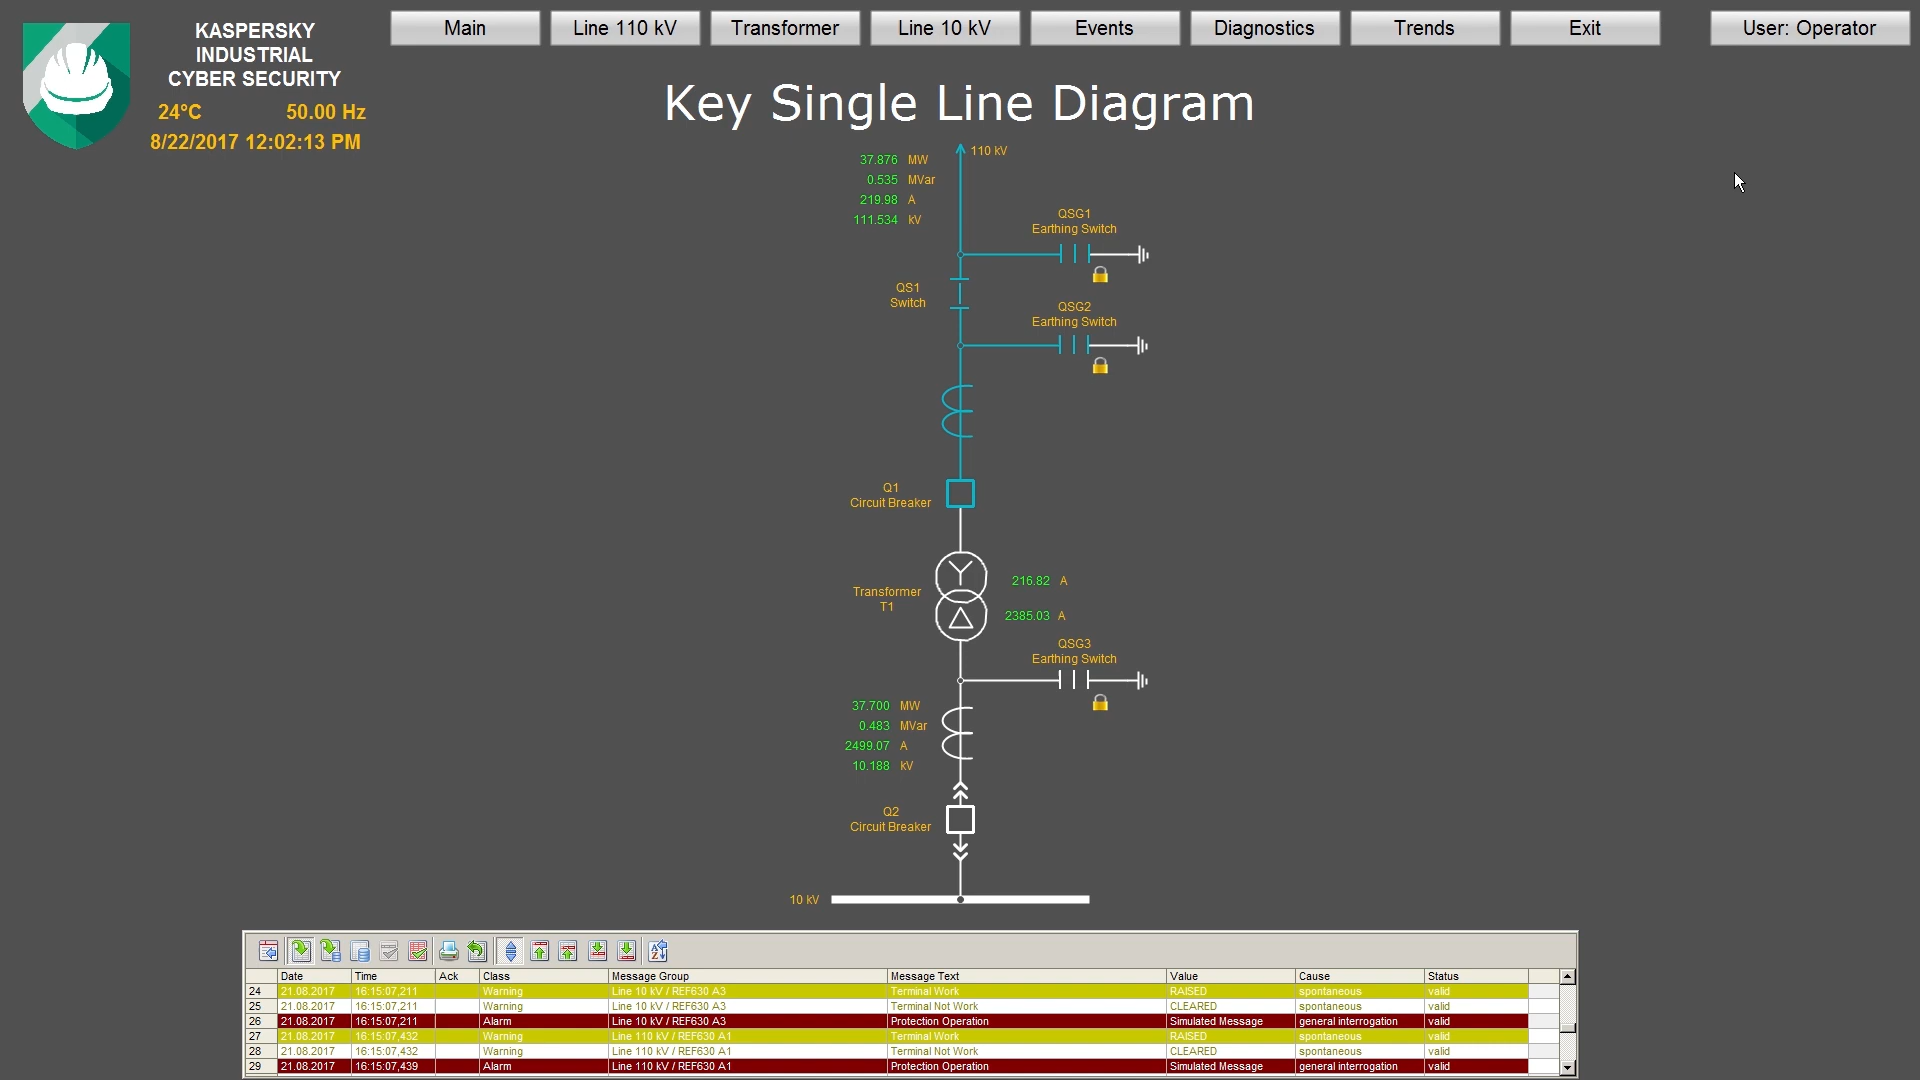 KASPERSKY
INDUSTRIAL
CYBER SECURITY
24°C 50.00 Hz
8/22/2017 12:02:13 PM
Main Line 110 kV Transformer Line 10 kV Events Diagnostics Trends Exit User: Operator
Key Single Line Diagram
110 kV
37.876 MW
0.535 MVar
219.98 A
111.534 kV
QSG1
Earthing Switch
QS1
Switch
QSG2
Earthing Switch
Q1
Circuit Breaker
Transformer
T1
216.82 A
2385.03 A
QSG3
Earthing Switch
37.700 MW
0.483 MVar
2499.07 A
10.188 kV
Q2
Circuit Breaker
10 kV
Date Time Ack Class Message Group Message Text Value Cause Status
24 21.08.2017 16:15:07,211 Warning Line 10 kV / REF630 A3 Terminal Work RAISED spontaneous valid
25 21.08.2017 16:15:07,211 Warning Line 10 kV / REF630 A3 Terminal Not Work CLEARED spontaneous valid
26 21.08.2017 16:15:07,211 Alarm Line 10 kV / REF630 A3 Protection Operation Simulated Message general interrogation valid
27 21.08.2017 16:15:07,432 Warning Line 110 kV / REF630 A1 Terminal Work RAISED spontaneous valid
28 21.08.2017 16:15:07,432 Warning Line 110 kV / REF630 A1 Terminal Not Work CLEARED spontaneous valid
29 21.08.2017 16:15:07,439 Alarm Line 110 kV / REF630 A1 Protection Operation Simulated Message general interrogation valid